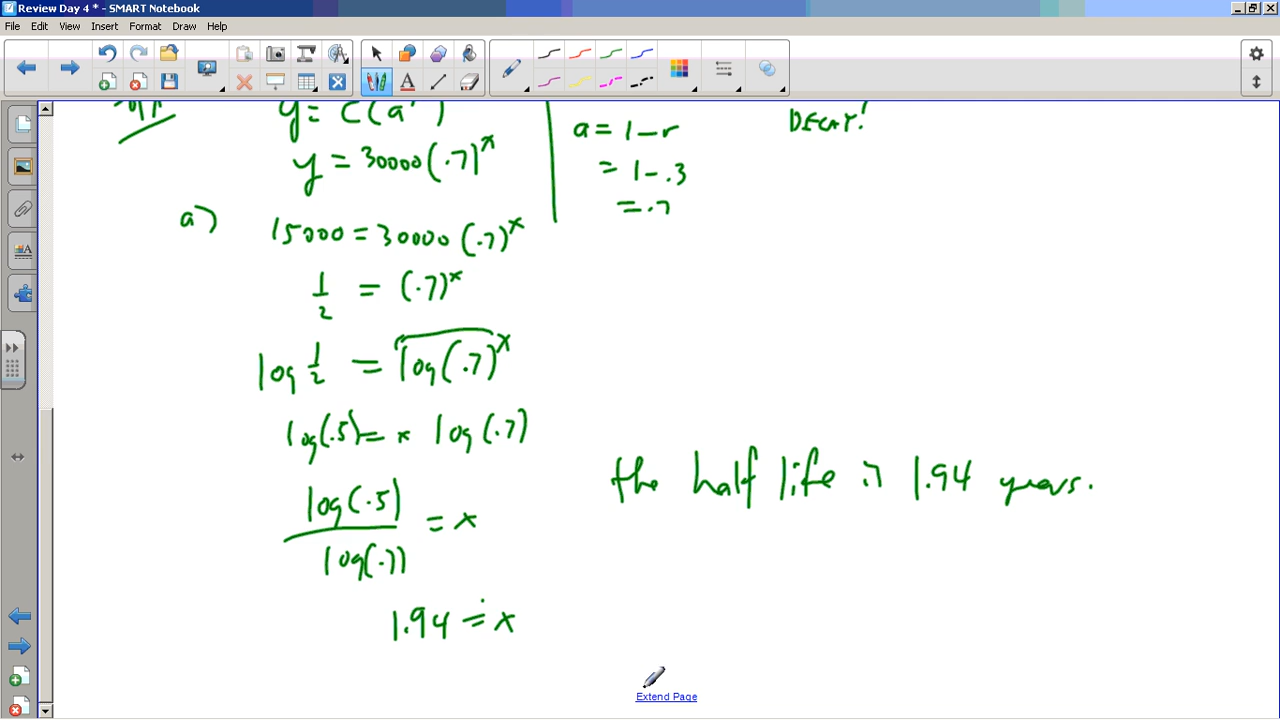 Review Day 4 * - SMART Notebook
File Edit View Insert Format Draw Help
y = C(a
y = 30000(.7)^x
a = 1-r
= 1-.3
= .7
DECAY!
a)
15000 = 30000(.7)^x
1/2 = (.7)^x
log 1/2 = log(.7)^x
log(.5) = x log(.7)
log(.5)/log(.7) = x
1.94 ≐ x
the half life is 1.94 years.
Extend Page